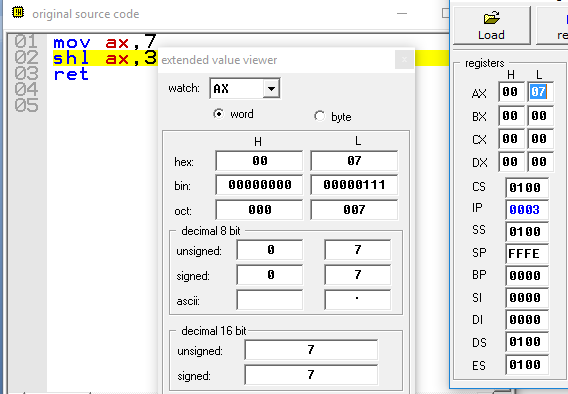 original source code
01 mov ax,7
02 shl ax,3
03 ret
04
05
extended value viewer
watch: AX
word byte
H L
hex: 00 07
bin: 00000000 00000111
oct: 000 007
decimal 8 bit
unsigned: 0 7
signed: 0 7
ascii: .
decimal 16 bit
unsigned: 7
signed: 7
Load
registers
H L
AX 00 07
BX 00 00
CX 00 00
DX 00 00
CS 0100
IP 0003
SS 0100
SP FFFE
BP 0000
SI 0000
DI 0000
DS 0100
ES 0100